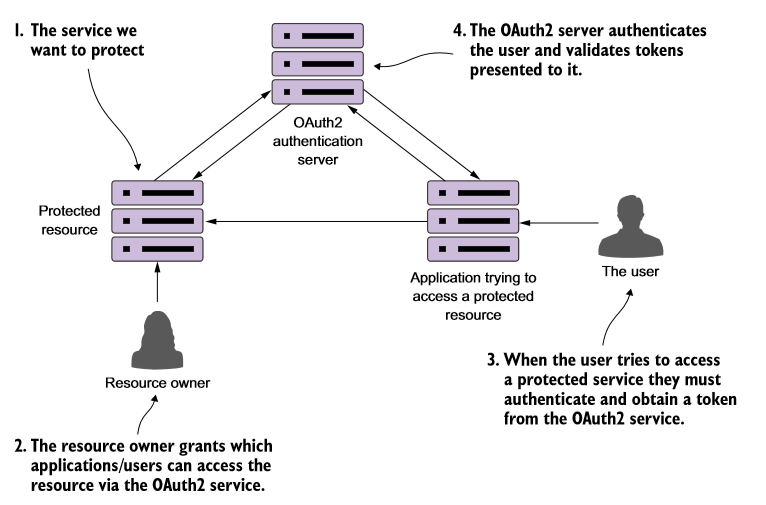 1. The service we
want to protect
4. The OAuth2 server authenticates
the user and validates tokens
presented to it.
OAuth2
authentication
server
Protected
resource
Application trying to
access a protected
resource
The user
Resource owner
3. When the user tries to access
a protected service they must
authenticate and obtain a token
from the OAuth2 service.
2. The resource owner grants which
applications/users can access the
resource via the OAuth2 service.